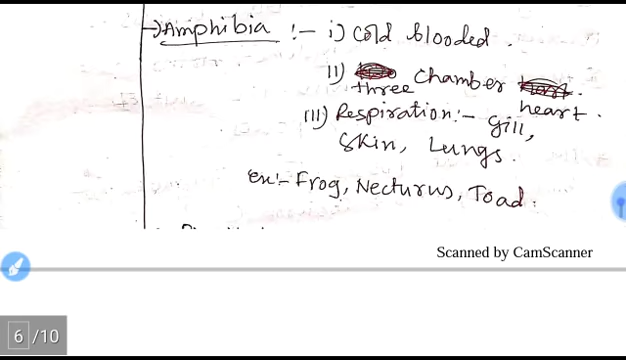 →Amphibia :- i) Cold blooded.
ii) three Chamber heart.
iii) Respiration:- gill,
Skin, Lungs.
Ex:- Frog, Necturus, Toad.
Scanned by CamScanner
6 /10